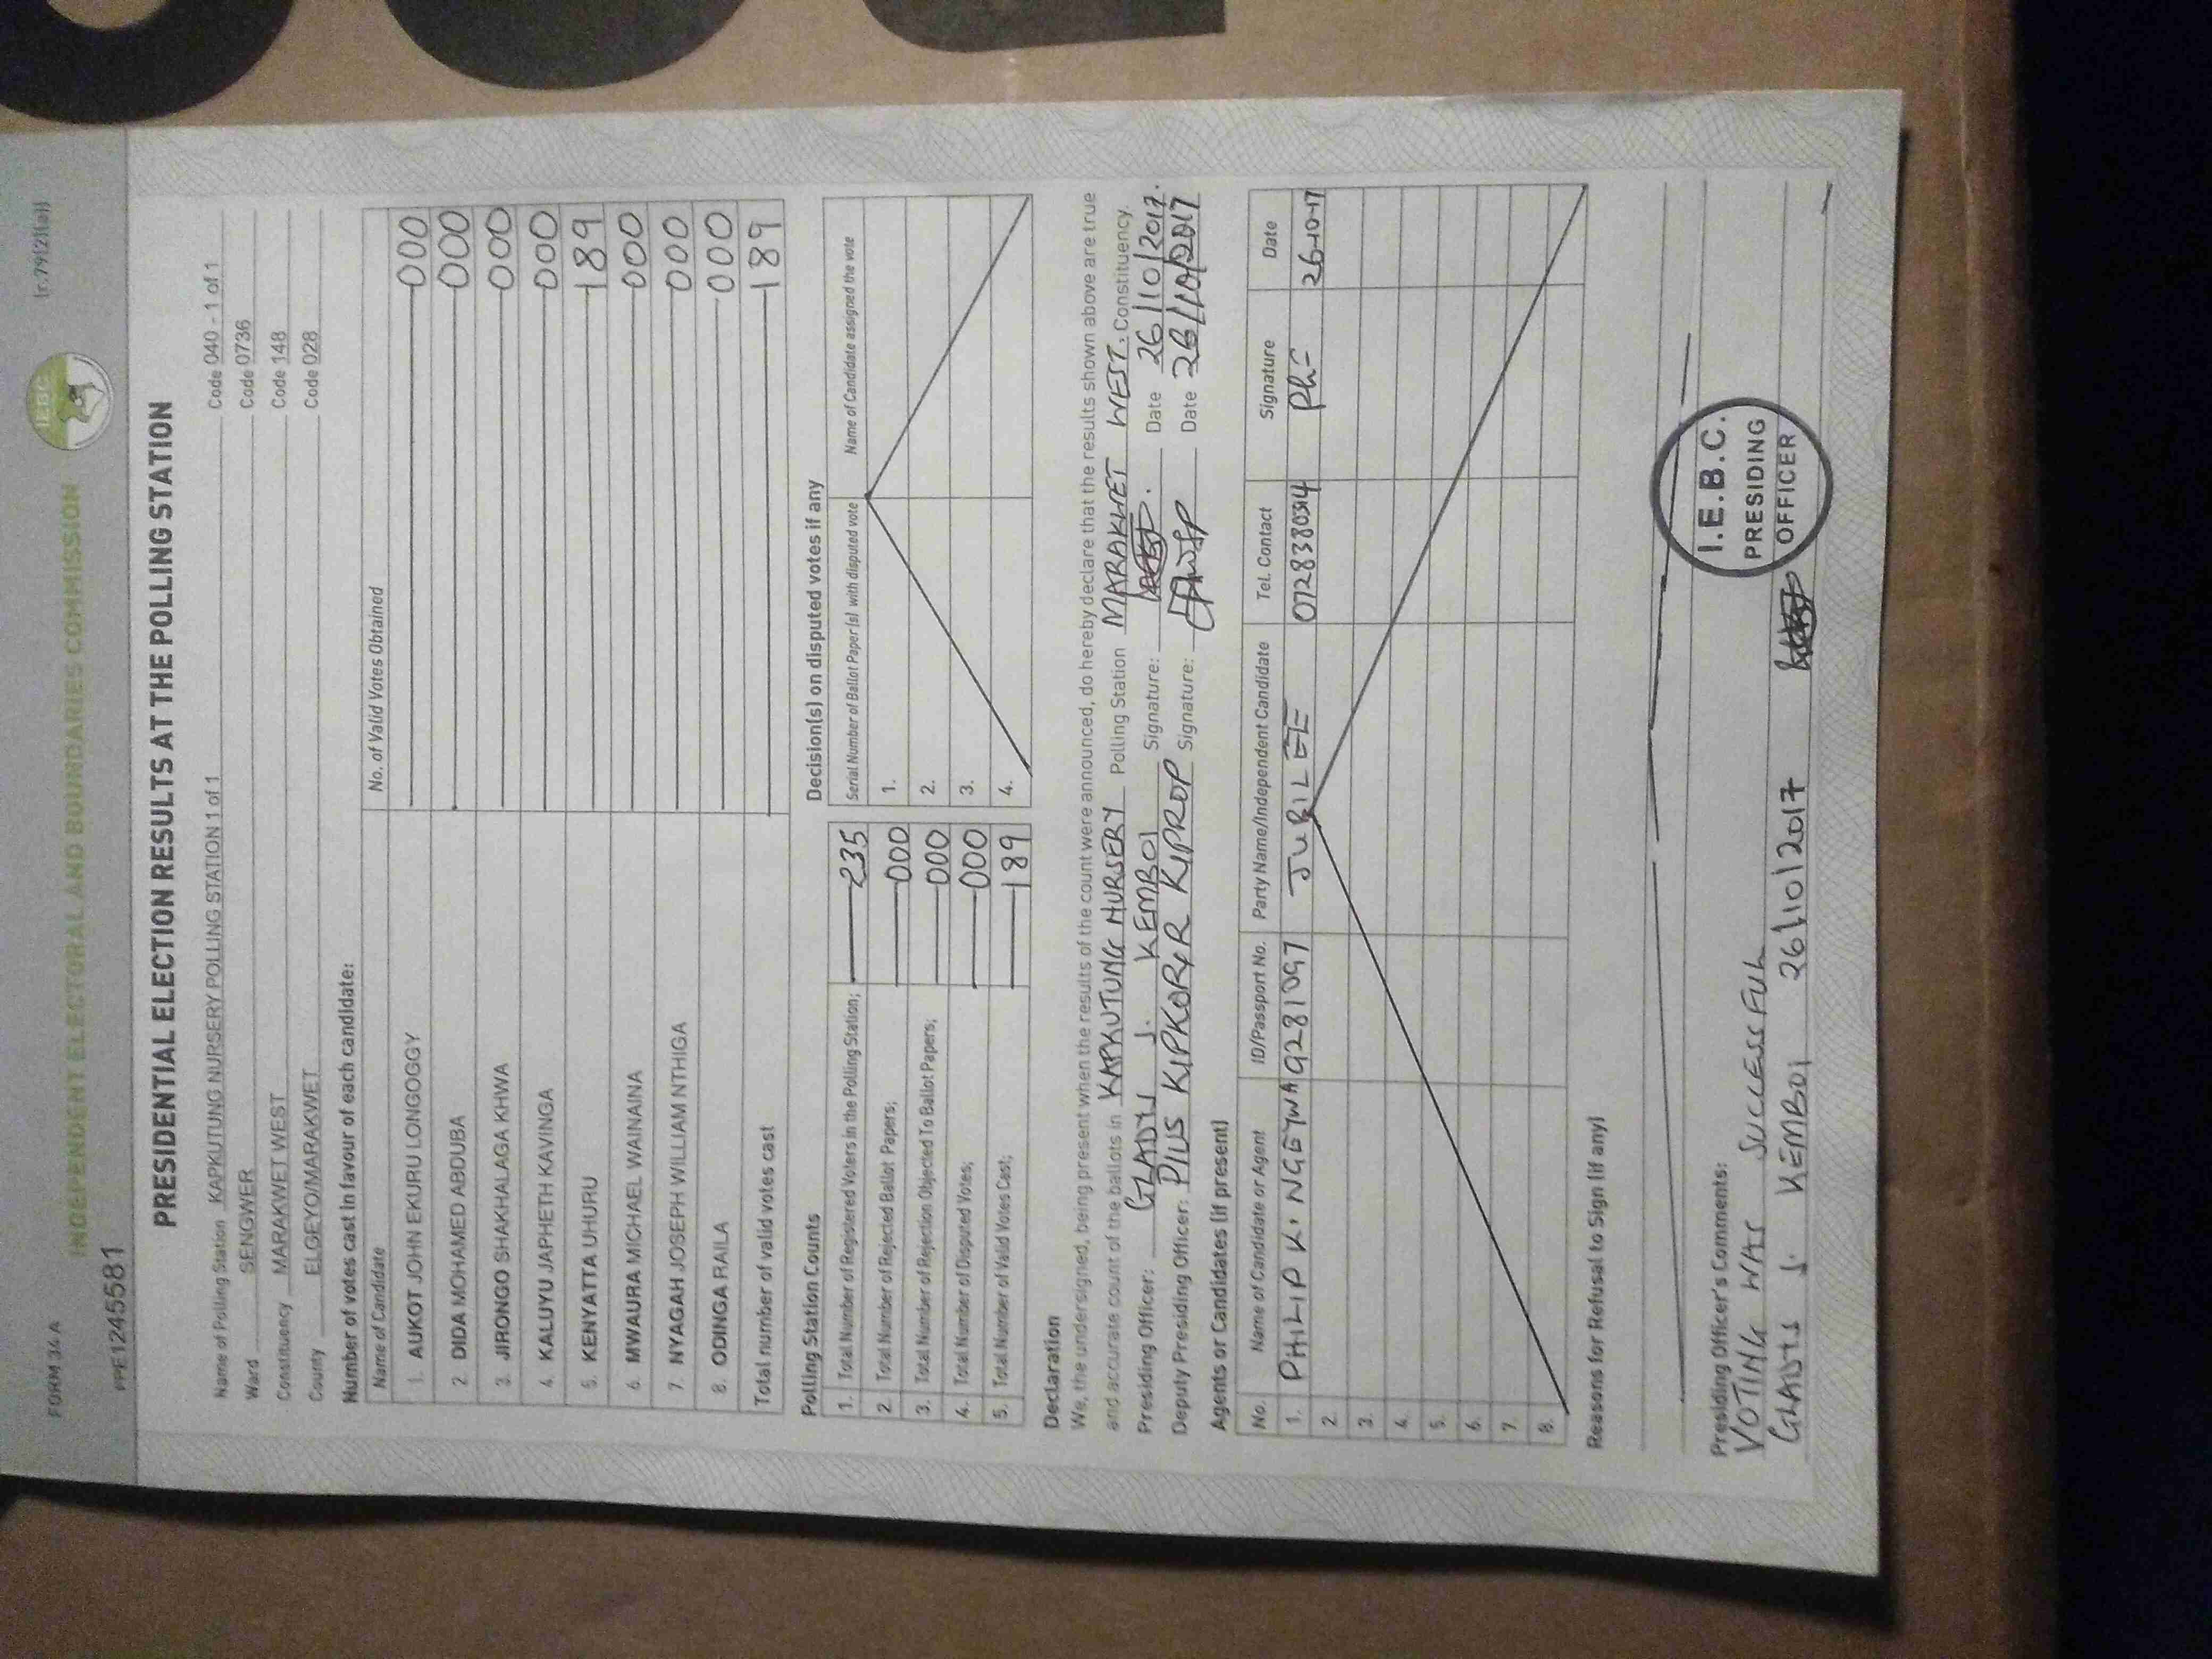 FORM 34 A
(r.79(2)(a))
INDEPENDENT ELECTORAL AND BOUNDARIES COMMISSION
IEBC
PPE1245581
PRESIDENTIAL ELECTION RESULTS AT THE POLLING STATION
Name of Polling Station KAPKUTUNG NURSERY POLLING STATION 1 of 1 Code 040 - 1 of 1
Ward SENGWER Code 0736
Constituency MARAKWET WEST Code 148
County ELGEYO/MARAKWET Code 028
Number of votes cast in favour of each candidate:
Name of Candidate No. of Valid Votes Obtained
1. AUKOT JOHN EKURU LONGOGGY 000
2 DIDA MOHAMED ABDUBA 000
3. JIRONGO SHAKHALAGA KHWA 000
4. KALUYU JAPHETH KAVINGA 000
5. KENYATTA UHURU 189
6. MWAURA MICHAEL WAINAINA 000
7. NYAGAH JOSEPH WILLIAM NTHIGA 000
8. ODINGA RAILA 000
Total number of valid votes cast 189
Polling Station Counts
1. Total Number of Registered Voters in the Polling Station; 235
2. Total Number of Rejected Ballot Papers; 000
3. Total Number of Rejection Objected To Ballot Papers; 000
4. Total Number of Disputed Votes; 000
5. Total Number of Valid Votes Cast; 189
Decision(s) on disputed votes if any
Serial Number of Ballot Paper (s) with disputed vote Name of Candidate assigned the vote
1.
2.
3.
4.
Declaration
We, the undersigned, being present when the results of the count were announced, do hereby declare that the results shown above are true
and accurate count of the ballots in KAPKUTUNG NURSERY Polling Station MARAKWET WEST. Constituency.
Presiding Officer: GLADYS J. KEMBOI Signature: Date 26/10/2017.
Deputy Presiding Officer: PIUS KIPKORIR KIPROP Signature: Date 26/10/2017
Agents or Candidates (if present)
No. Name of Candidate or Agent ID/Passport No. Party Name/Independent Candidate Tel. Contact Signature Date
1. PHILIP K. NGEYWA 9281097 JUBILEE 26-10-17
2.
3.
4.
5.
6.
7.
8.
Reasons for Refusal to Sign (if any)
Presiding Officer's Comments:
VOTING WAS SUCCESSFUL
GLADYS J. KEMBOI 26/10/2017
I.E.B.C.
PRESIDING
OFFICER